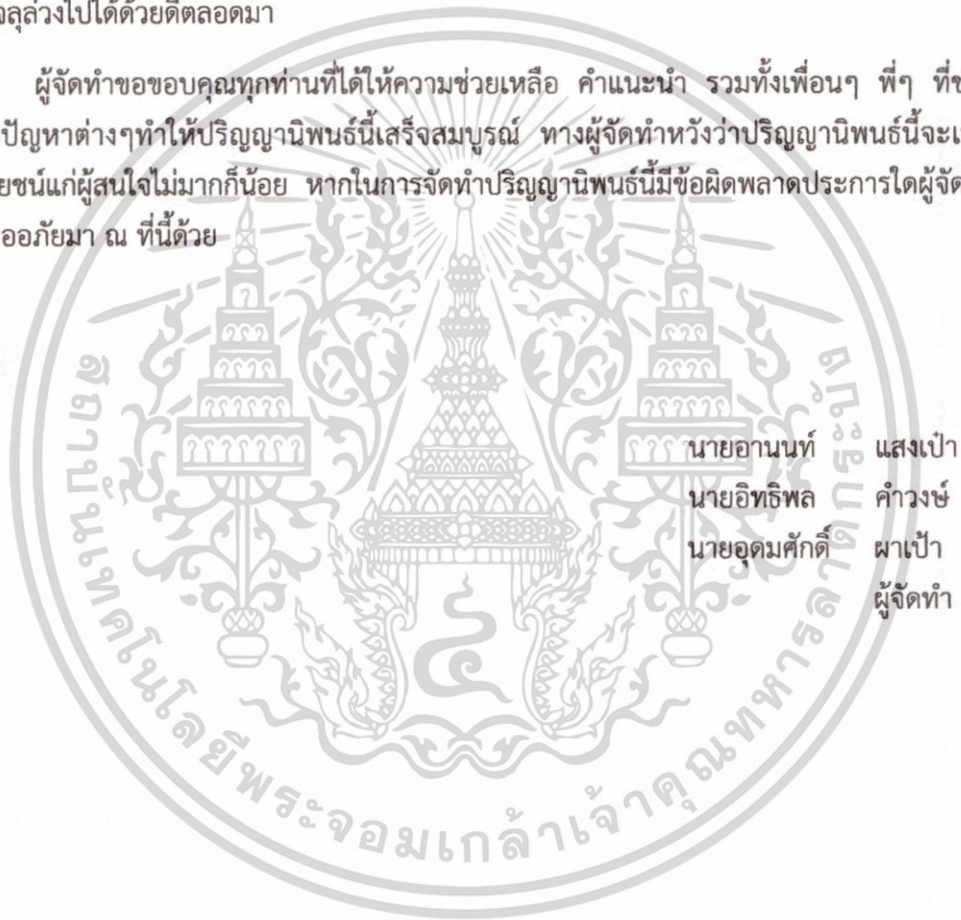 จลุล่วงไปได้ด้วยดีตลอดมา
ผู้จัดทำขอขอบคุณทุกท่านที่ได้ให้ความช่วยเหลือ คำแนะนำ รวมทั้งเพื่อนๆ พี่ๆ ที่ช
ปัญหาต่างๆทำให้ปริญญานิพนธ์นี้เสร็จสมบูรณ์ ทางผู้จัดทำหวังว่าปริญญานิพนธ์นี้จะเ
ยชน์แก่ผู้สนใจไม่มากก็น้อย หากในการจัดทำปริญญานิพนธ์นี้มีข้อผิดพลาดประการใดผู้จัด
ออภัยมา ณ ที่นี้ด้วย
นายอานนท์ แสงเป๋า
นายอิทธิพล คำวงษ์
นายอุดมศักดิ์ ผาเป้า
ผู้จัดทำ
สถาบันเทคโนโลยีพระจอมเกล้าเจ้าคุณทหารลาดกระบัง